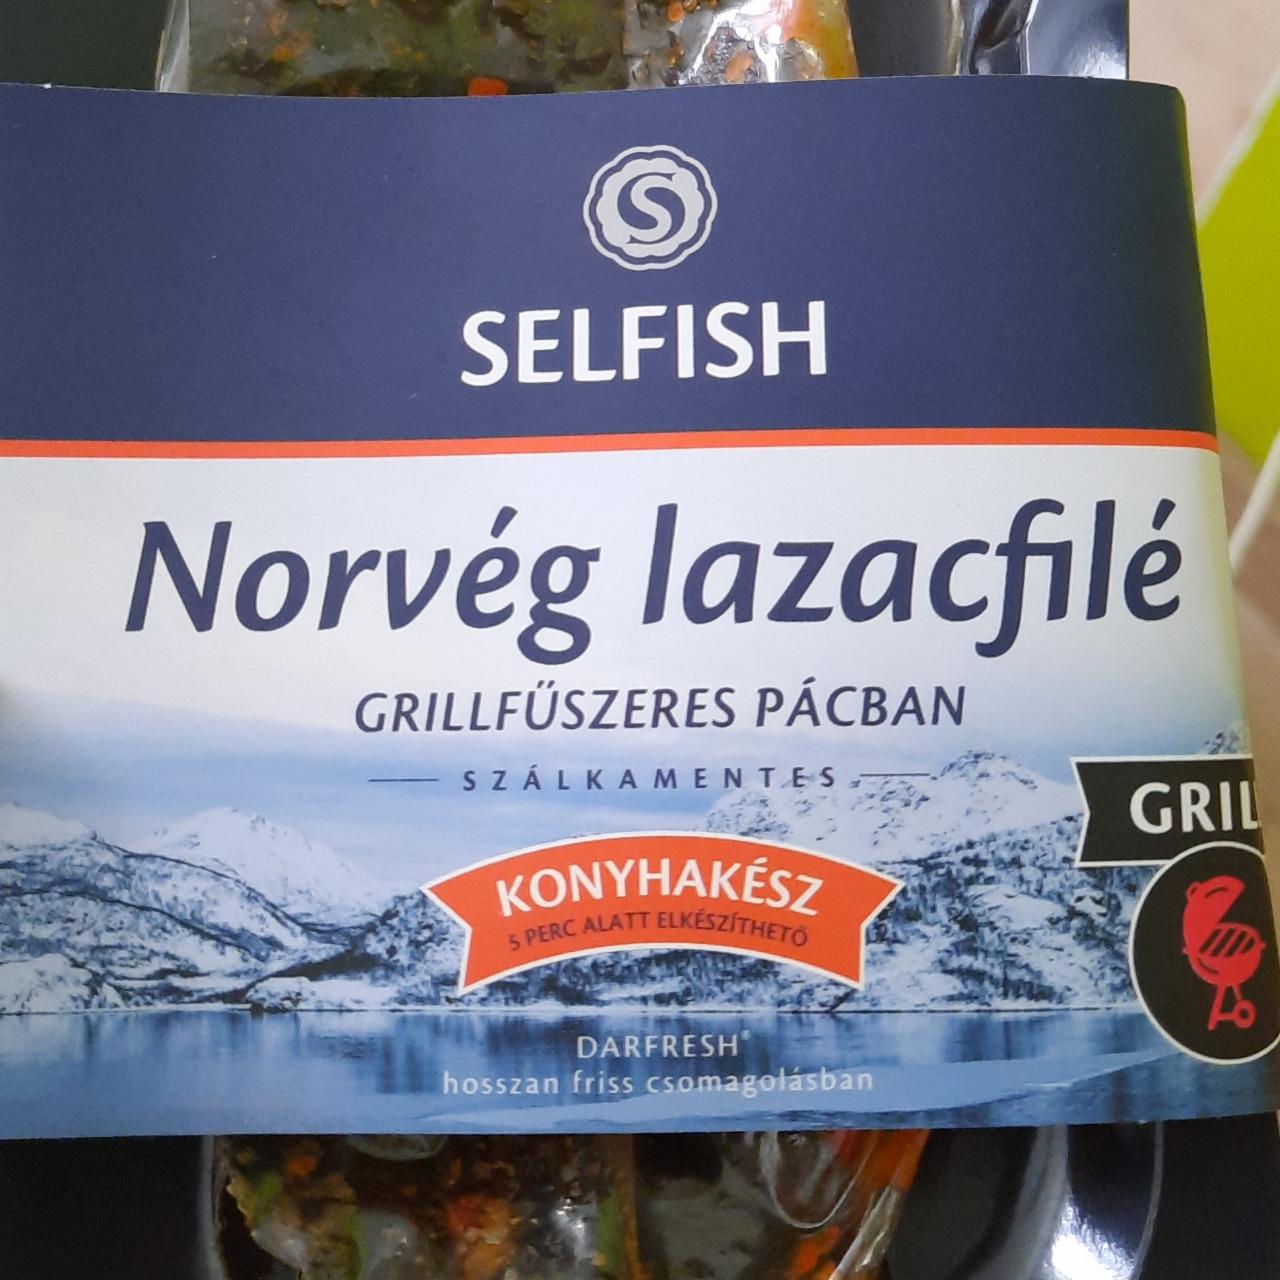 S
SELFISH
Norvég lazacfilé
GRILLFŰSZERES PÁCBAN
SZÁLKAMENTES
GRIL
KONYHAKÉSZ
5 PERC ALATT ELKÉSZÍTHETŐ
DARFRESH®
hosszan friss csomagolásban